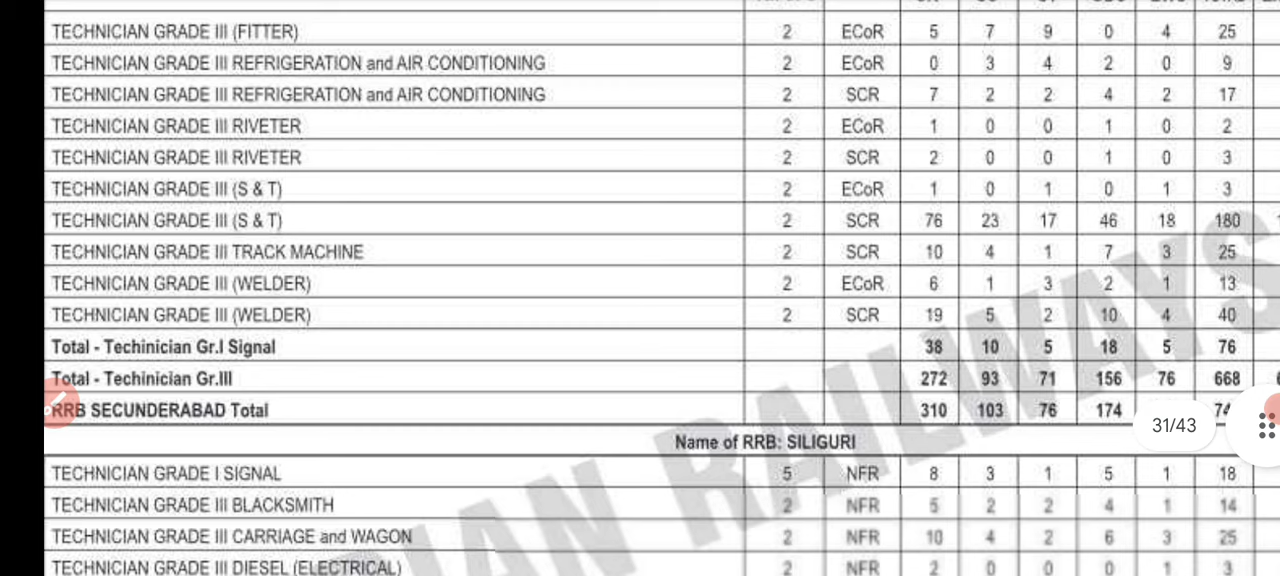 TECHNICIAN GRADE III (FITTER) 2 ECoR 5 7 9 0 4 25
TECHNICIAN GRADE III REFRIGERATION and AIR CONDITIONING 2 ECoR 0 3 4 2 0 9
TECHNICIAN GRADE III REFRIGERATION and AIR CONDITIONING 2 SCR 7 2 2 4 2 17
TECHNICIAN GRADE III RIVETER 2 ECoR 1 0 0 1 0 2
TECHNICIAN GRADE III RIVETER 2 SCR 2 0 0 1 0 3
TECHNICIAN GRADE III (S & T) 2 ECoR 1 0 1 0 1 3
TECHNICIAN GRADE III (S & T) 2 SCR 76 23 17 46 18 180
TECHNICIAN GRADE III TRACK MACHINE 2 SCR 10 4 1 7 3 25
TECHNICIAN GRADE III (WELDER) 2 ECoR 6 1 3 2 1 13
TECHNICIAN GRADE III (WELDER) 2 SCR 19 5 2 10 4 40
Total - Techinician Gr.I Signal 38 10 5 18 5 76
Total - Techinician Gr.III 272 93 71 156 76 668
RRB SECUNDERABAD Total 310 103 76 174
31/43
Name of RRB: SILIGURI
TECHNICIAN GRADE I SIGNAL 5 NFR 8 3 1 5 1 18
TECHNICIAN GRADE III BLACKSMITH 2 NFR 5 2 2 4 1 14
TECHNICIAN GRADE III CARRIAGE and WAGON 2 NFR 10 4 2 6 3 25
TECHNICIAN GRADE III DIESEL (ELECTRICAL) 2 NFR 2 0 0 0 1 3
RAILWAYS